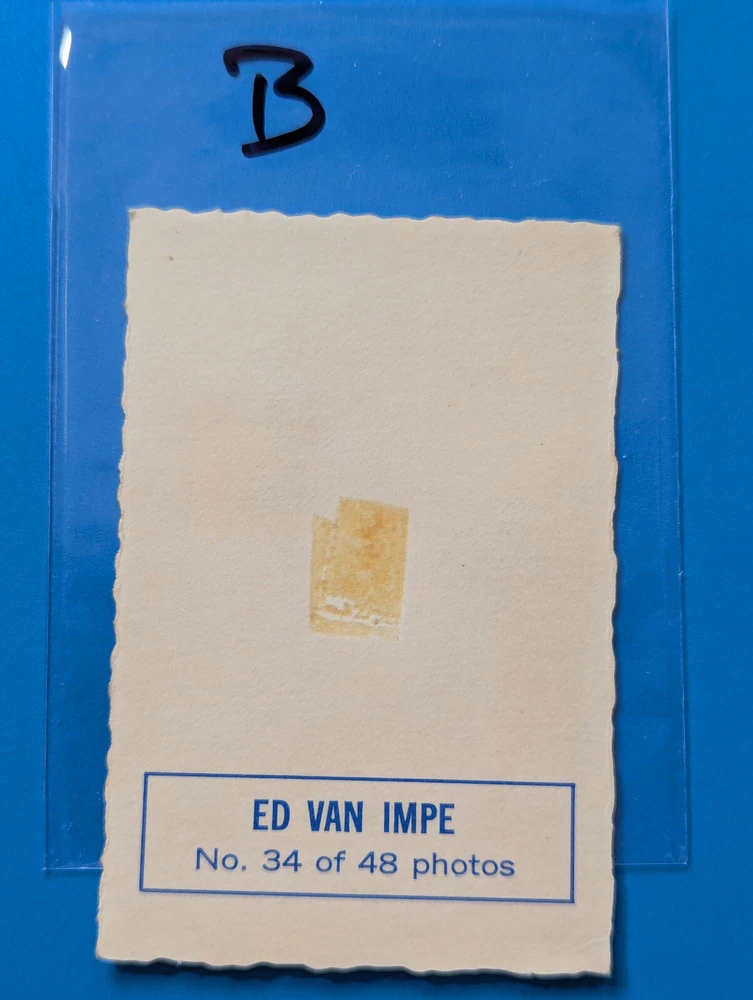 B
ED VAN IMPE
No. 34 of 48 photos